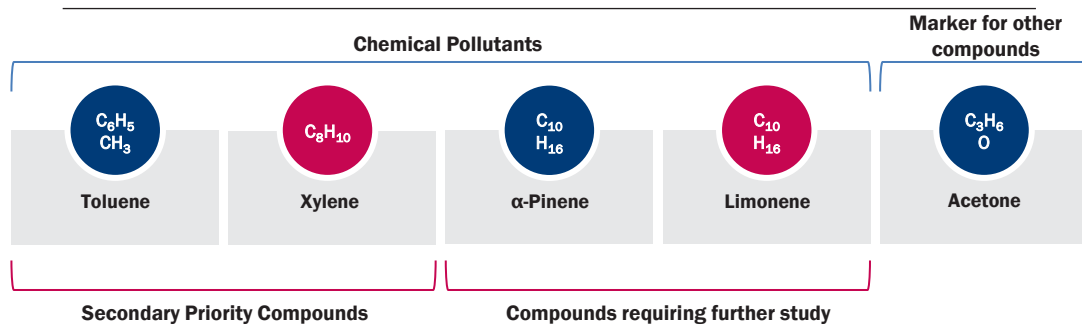 Marker for other
compounds
Chemical Pollutants
C₆H₅
CH₃
C₈H₁₀
C₁₀
H₁₆
C₁₀
H₁₆
C₃H₆
O
Toluene
Xylene
α-Pinene
Limonene
Acetone
Secondary Priority Compounds
Compounds requiring further study